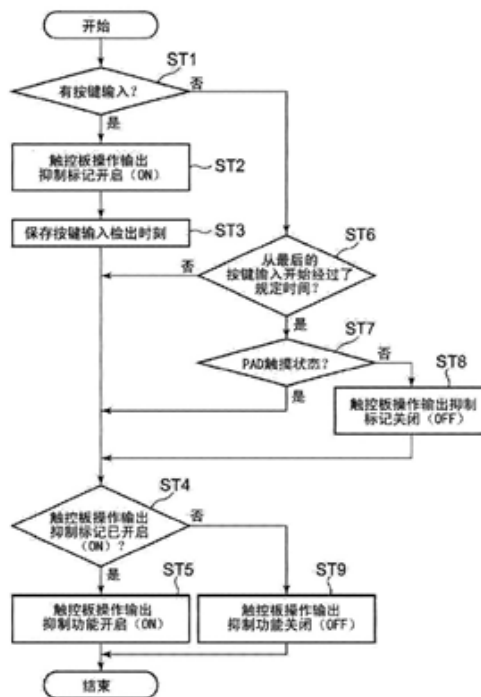 开始
ST1
有按键输入?
否
是
触控板操作输出
抑制标记开启(ON)
ST2
保存按键输入检出时刻
ST3
ST6
否
从最后的
按键输入开始经过了
规定时间?
是
ST7
PAD触摸状态?
否
是
ST8
触控板操作输出抑制
标记关闭(OFF)
ST4
触控板操作输出
抑制标记已开启
(ON)?
否
是
ST5
触控板操作输出
抑制功能开启(ON)
ST9
触控板操作输出
抑制功能关闭(OFF)
结束